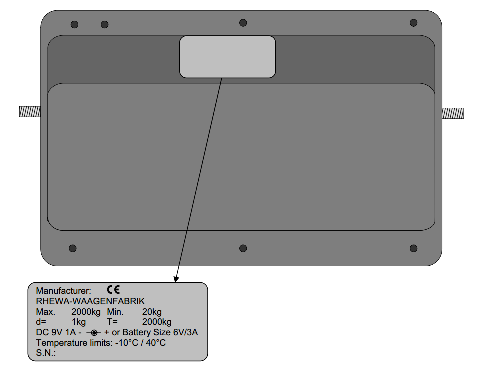 Manufacturer: CE
RHEWA-WAAGENFABRIK
Max. 2000kg Min. 20kg
d= 1kg T= 2000kg
DC 9V 1A - + or Battery Size 6V/3A
Temperature limits: -10°C / 40°C
S.N.: